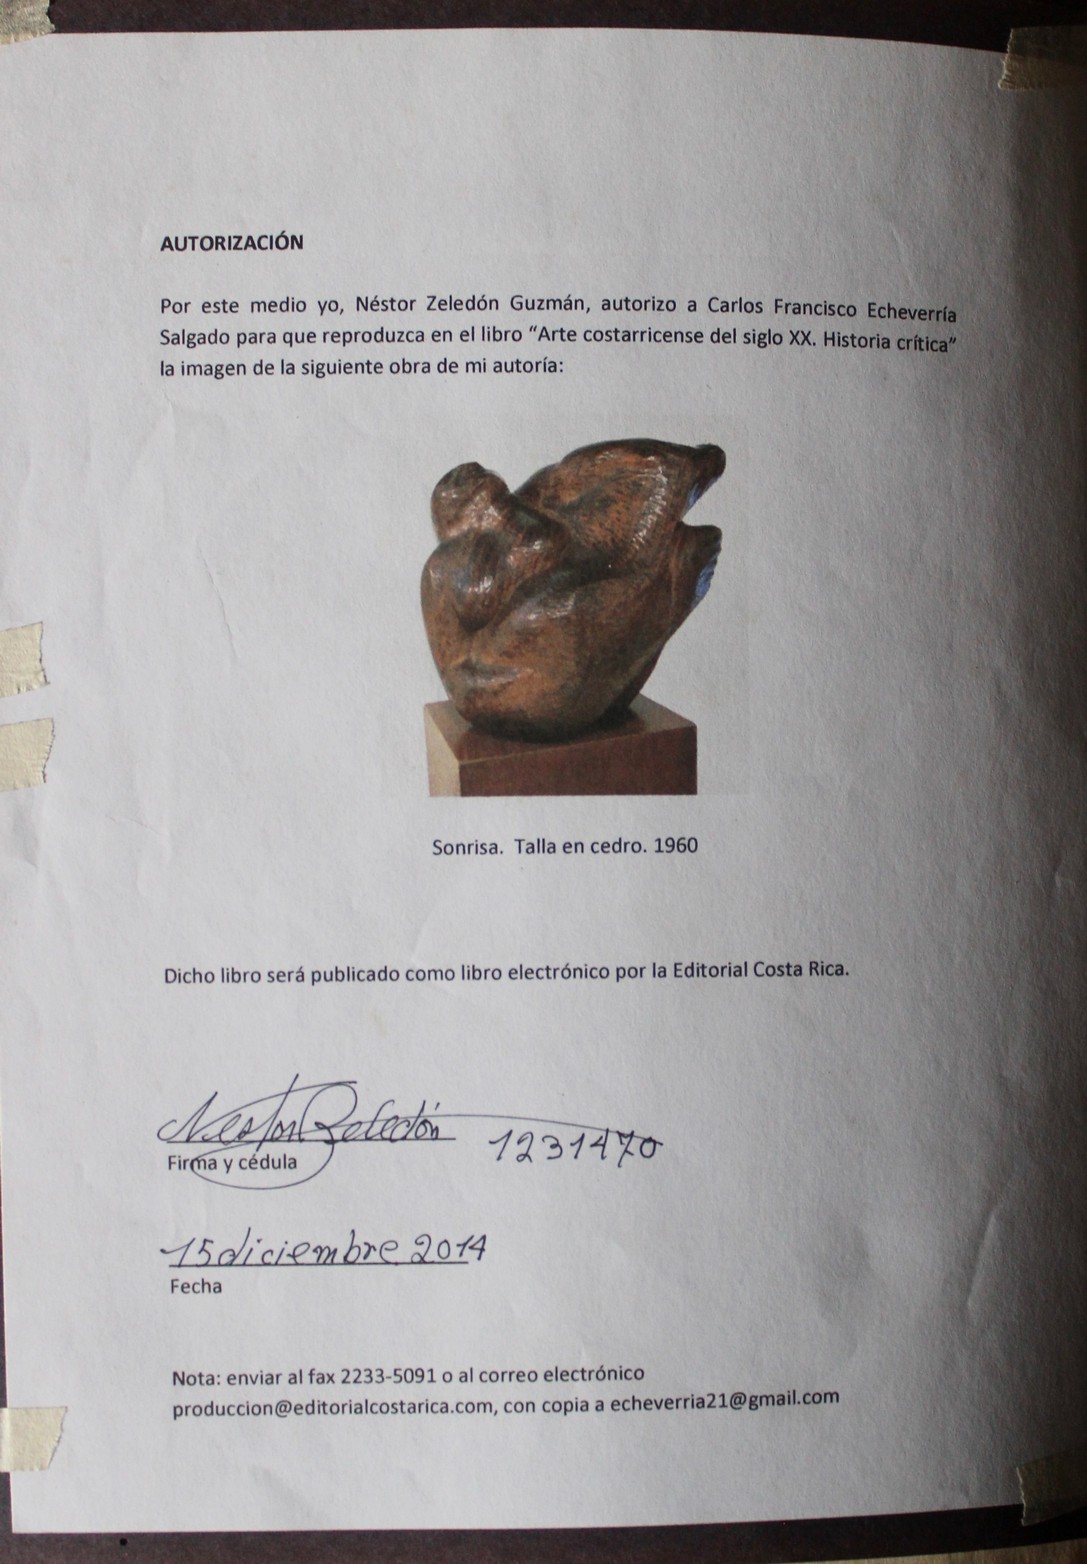 AUTORIZACIÓN
Por este medio yo, Néstor Zeledón Guzmán, autorizo a Carlos Francisco Echeverría
Salgado para que reproduzca en el libro “Arte costarricense del siglo XX. Historia crítica”
la imagen de la siguiente obra de mi autoría:
Sonrisa. Talla en cedro. 1960
Dicho libro será publicado como libro electrónico por la Editorial Costa Rica.
Nestor Zeledón 1231470
Firma y cédula
15 diciembre 2014
Fecha
Nota: enviar al fax 2233-5091 o al correo electrónico
produccion@editorialcostarica.com, con copia a echeverria21@gmail.com